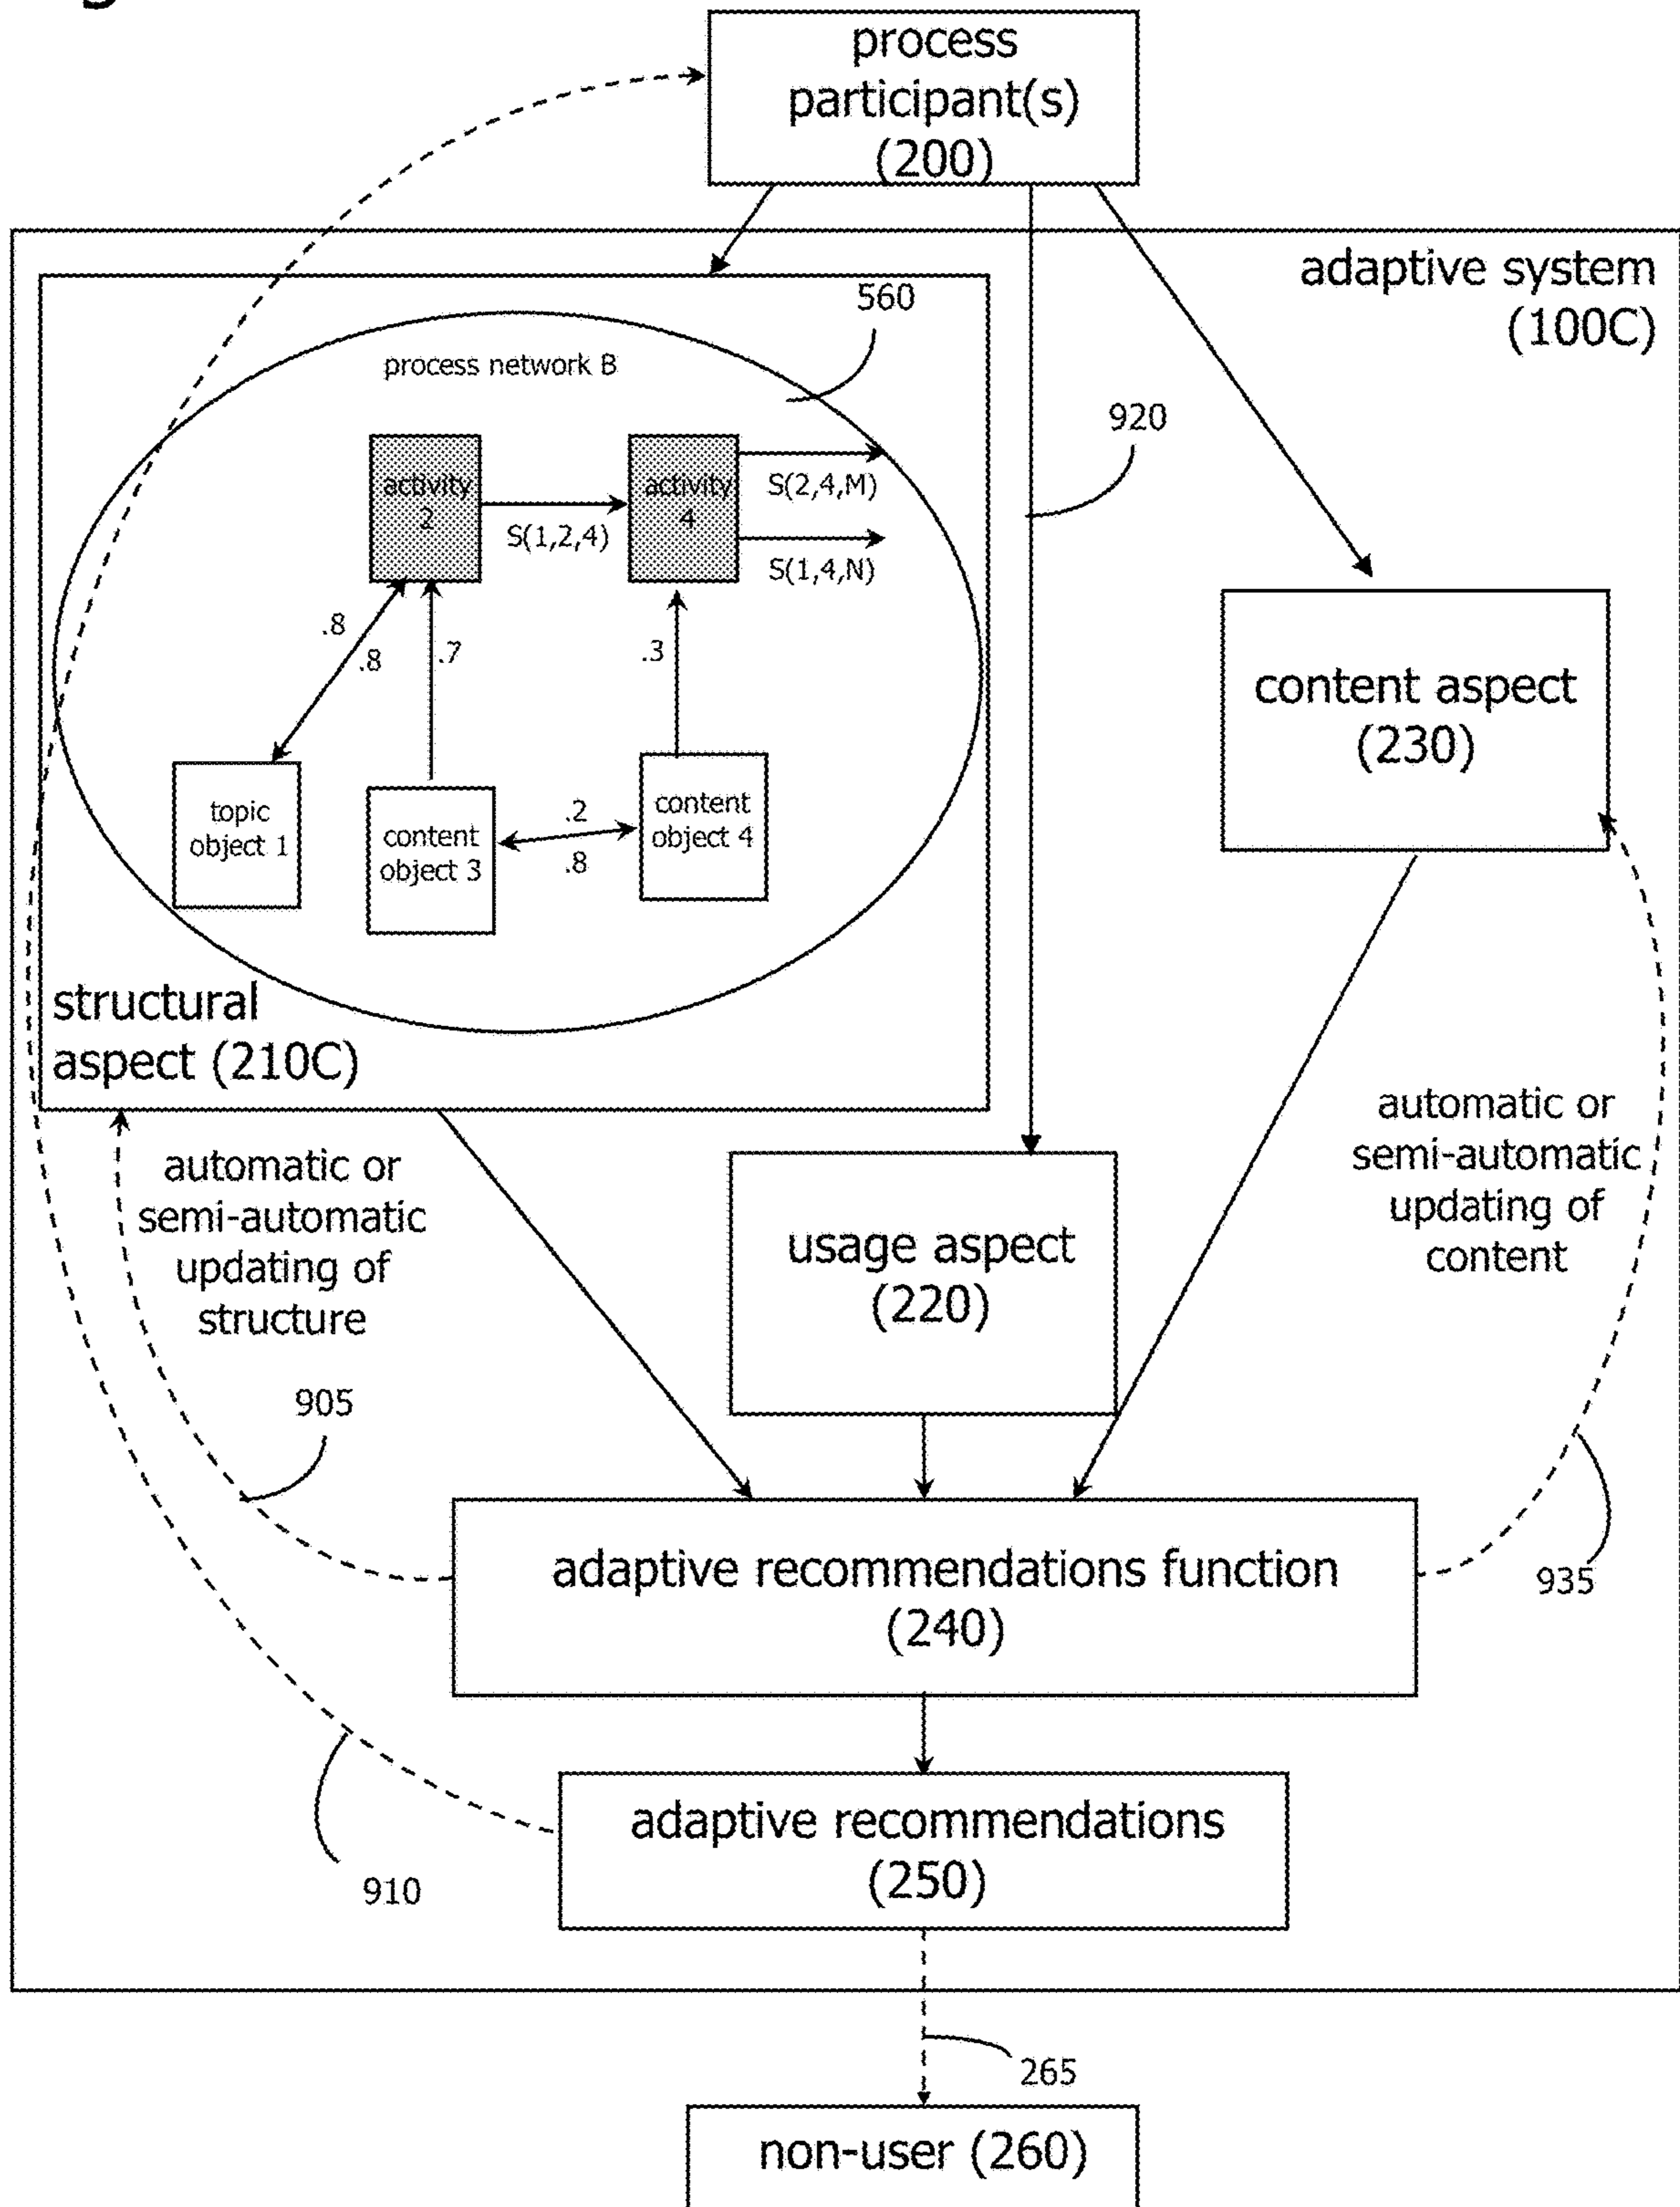 process
participant(s)
(200)
adaptive system
(100C)
560
process network B
920
activity
2
activity
4
S(1,2,4)
S(2,4,M)
S(1,4,N)
.8
.8
.7
.3
content aspect
(230)
topic
object 1
content
object 3
.2
.8
content
object 4
structural
aspect (210C)
automatic or
semi-automatic
updating of
structure
automatic or
semi-automatic
updating of
content
usage aspect
(220)
905
adaptive recommendations function
(240)
935
adaptive recommendations
(250)
910
265
non-user (260)